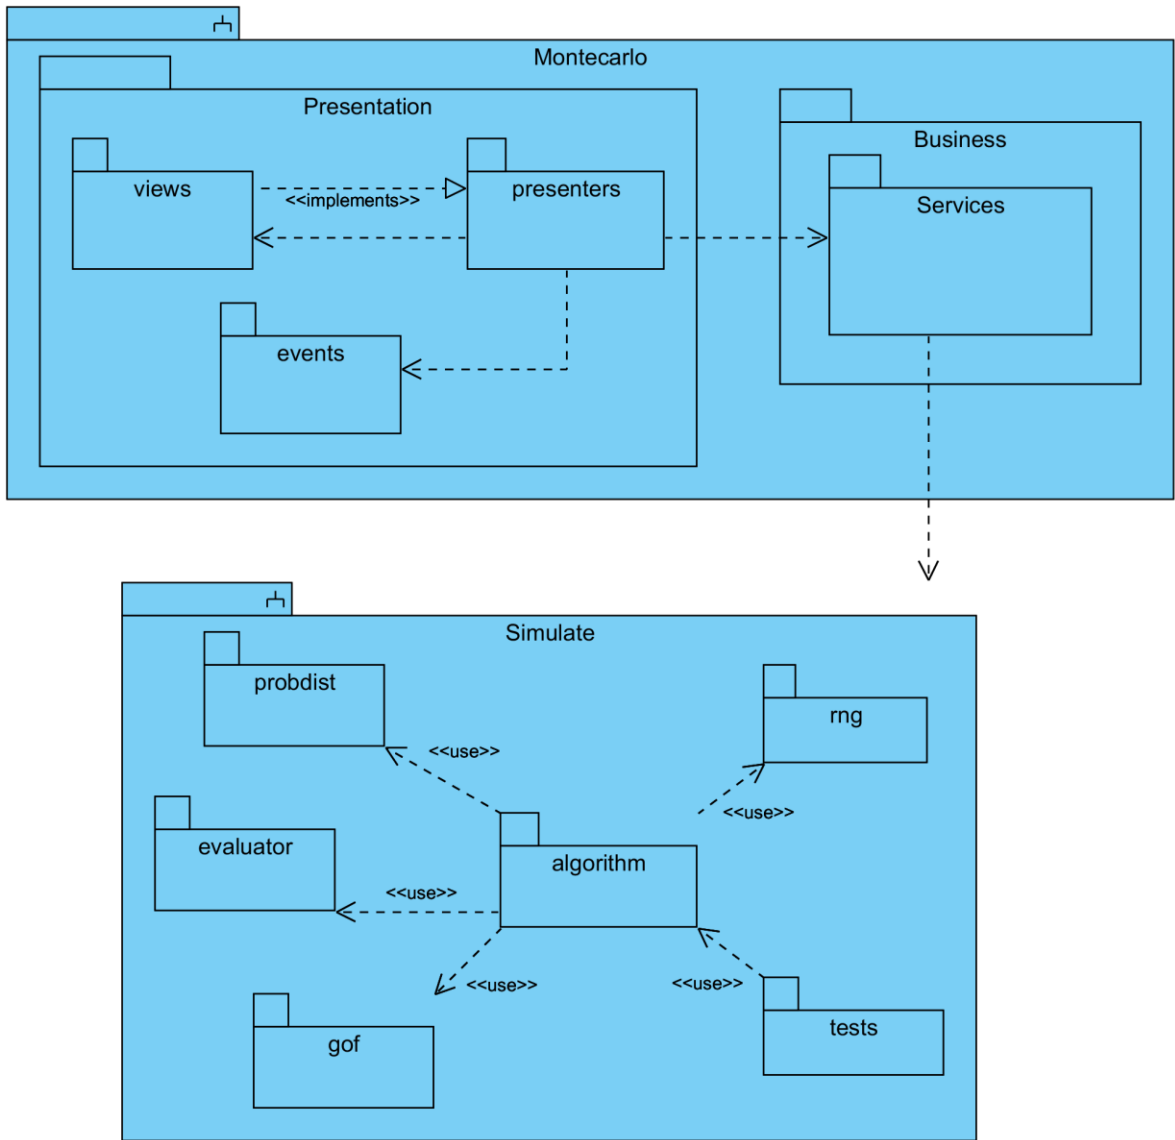 Montecarlo
Presentation
Business
views
<<implements>>
presenters
Services
events
Simulate
probdist
rng
<<use>>
<<use>>
evaluator
algorithm
<<use>>
<<use>>
<<use>>
gof
tests